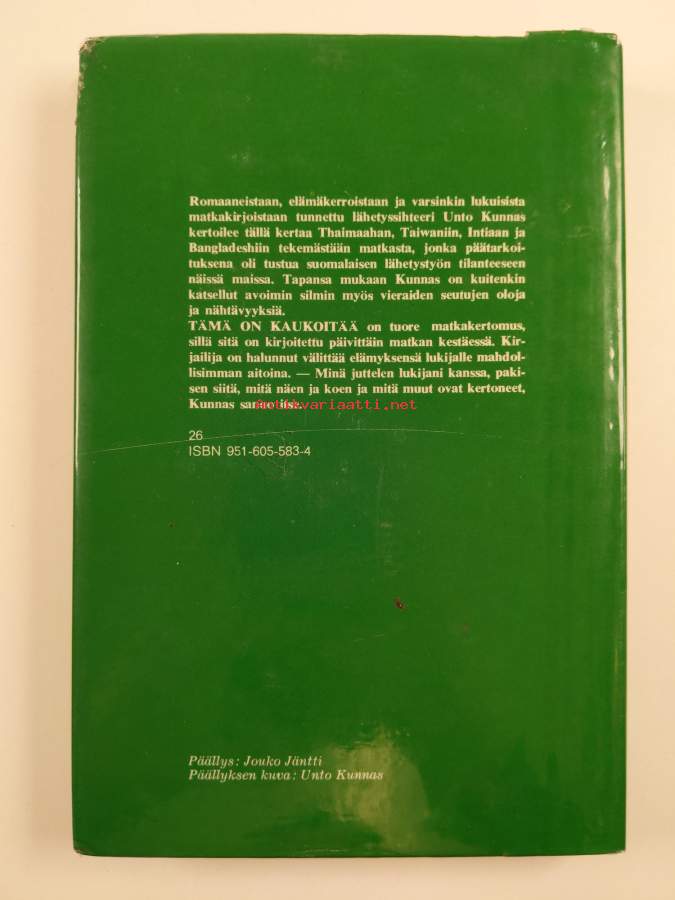 Romaaneistaan, elämäkerroistaan ja varsinkin lukuisista
matkakirjoistaan tunnettu lähetyssihteeri Unto Kunnas
kertoilee tällä kertaa Thaimaahan, Taiwaniin, Intiaan ja
Bangladeshiin tekemästään matkasta, jonka päätarkoi-
tuksena oli tustua suomalaisen lähetystyön tilanteeseen
näissä maissa. Tapansa mukaan Kunnas on kuitenkin
katsellut avoimin silmin myös vieraiden seutujen oloja
ja nähtävyyksiä.
TÄMÄ ON KAUKOITÄÄ on tuore matkakertomus,
sillä sitä on kirjoitettu päivittäin matkan kestäessä. Kir-
jailija on halunnut välittää elämyksensä lukijalle mahdol-
lisimman aitoina. — Minä juttelen lukijani kanssa, paki-
sen siitä, mitä näen ja koen ja mitä muut ovat kertoneet,
Kunnas
antikvariaatti.net
26
ISBN 951-605-583-4
Päällys: Jouko Jäntti
Päällyksen kuva: Unto Kunnas